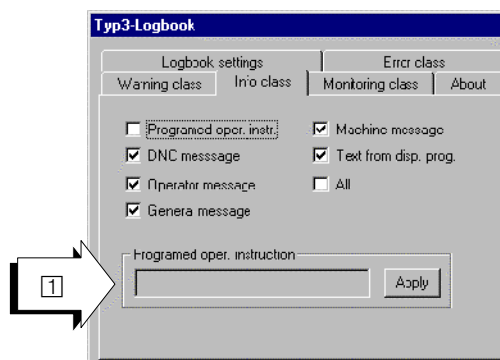 Typ3-Logbook
Logbook settings Error class
Warning class Info class Monitoring class About
Programed oper. instr. Machine message
DNC messsage Text from disp. prog.
Operator message All
General message
Programed oper. instruction
Apply
1